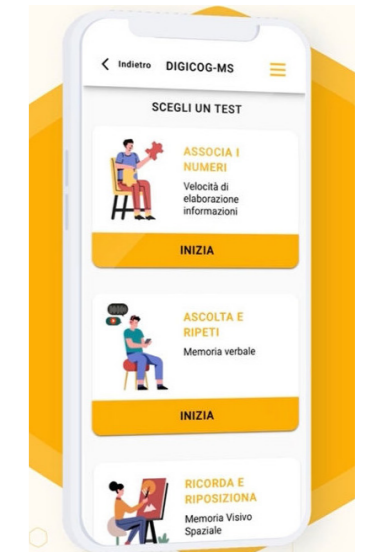 Indietro DIGICOG-MS
SCEGLI UN TEST
ASSOCIA I
NUMERI
Velocità di
elaborazione
informazioni
INIZIA
ASCOLTA E
RIPETI
Memoria verbale
INIZIA
RICORDA E
RIPOSIZIONA
Memoria Visivo
Spaziale